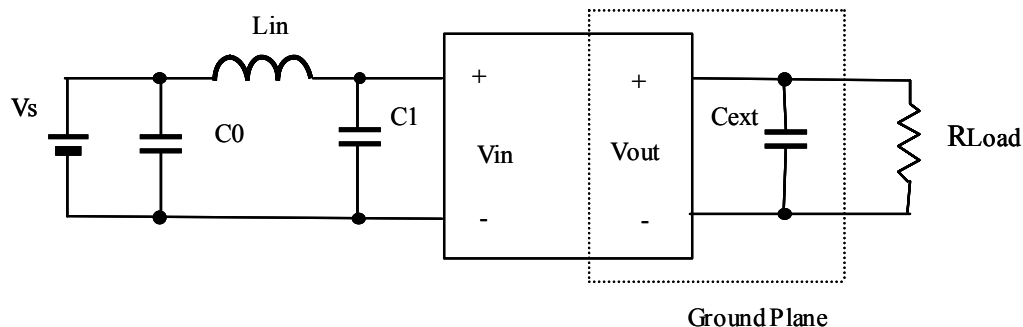 Lin
Vs
C0
C1
+
Vin
-
+
Vout
-
Cext
RLoad
Ground Plane